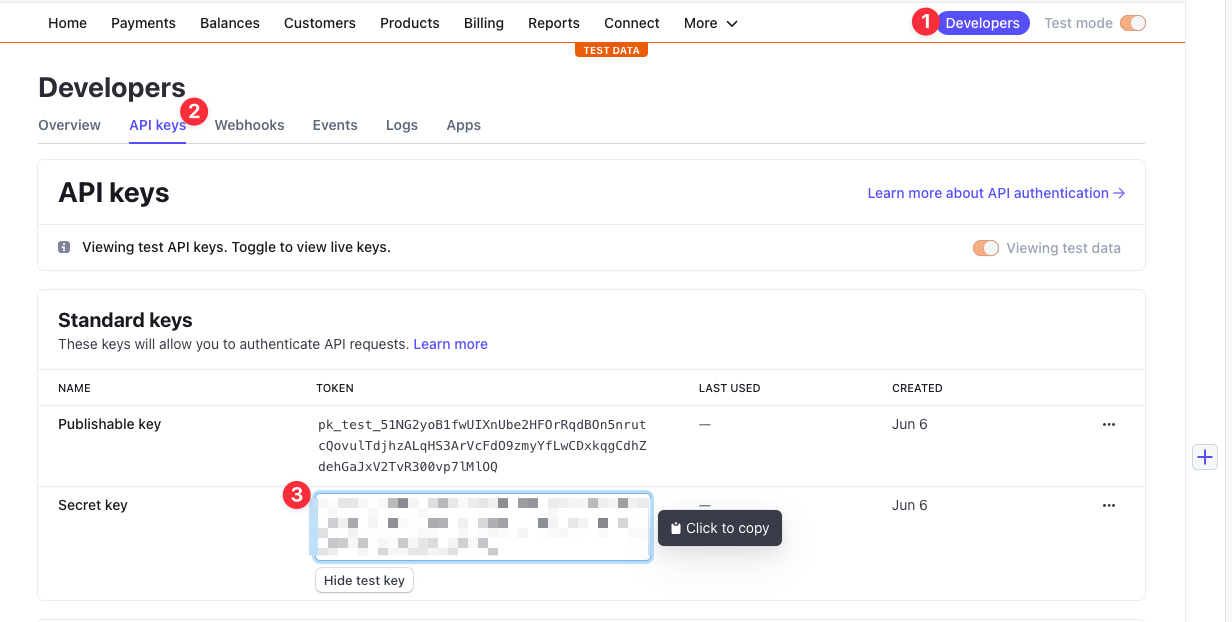 Home Payments Balances Customers Products Billing Reports Connect More 1 Developers Test mode
TEST DATA
Developers
2
Overview API keys Webhooks Events Logs Apps
API keys Learn more about API authentication →
Viewing test API keys. Toggle to view live keys. Viewing test data
Standard keys
These keys will allow you to authenticate API requests. Learn more
NAME TOKEN LAST USED CREATED
Publishable key pk_test_51NG2yoB1fwUIXnUbe2HFOrRqdBOn5nrut — Jun 6 ...
cQovulTdjhzALqHS3ArVcFdO9zmyYfLwCDxkqgCdhZ
dehGaJxV2TvR300vp7lMlOQ
3
Secret key — Jun 6 ...
Click to copy
Hide test key